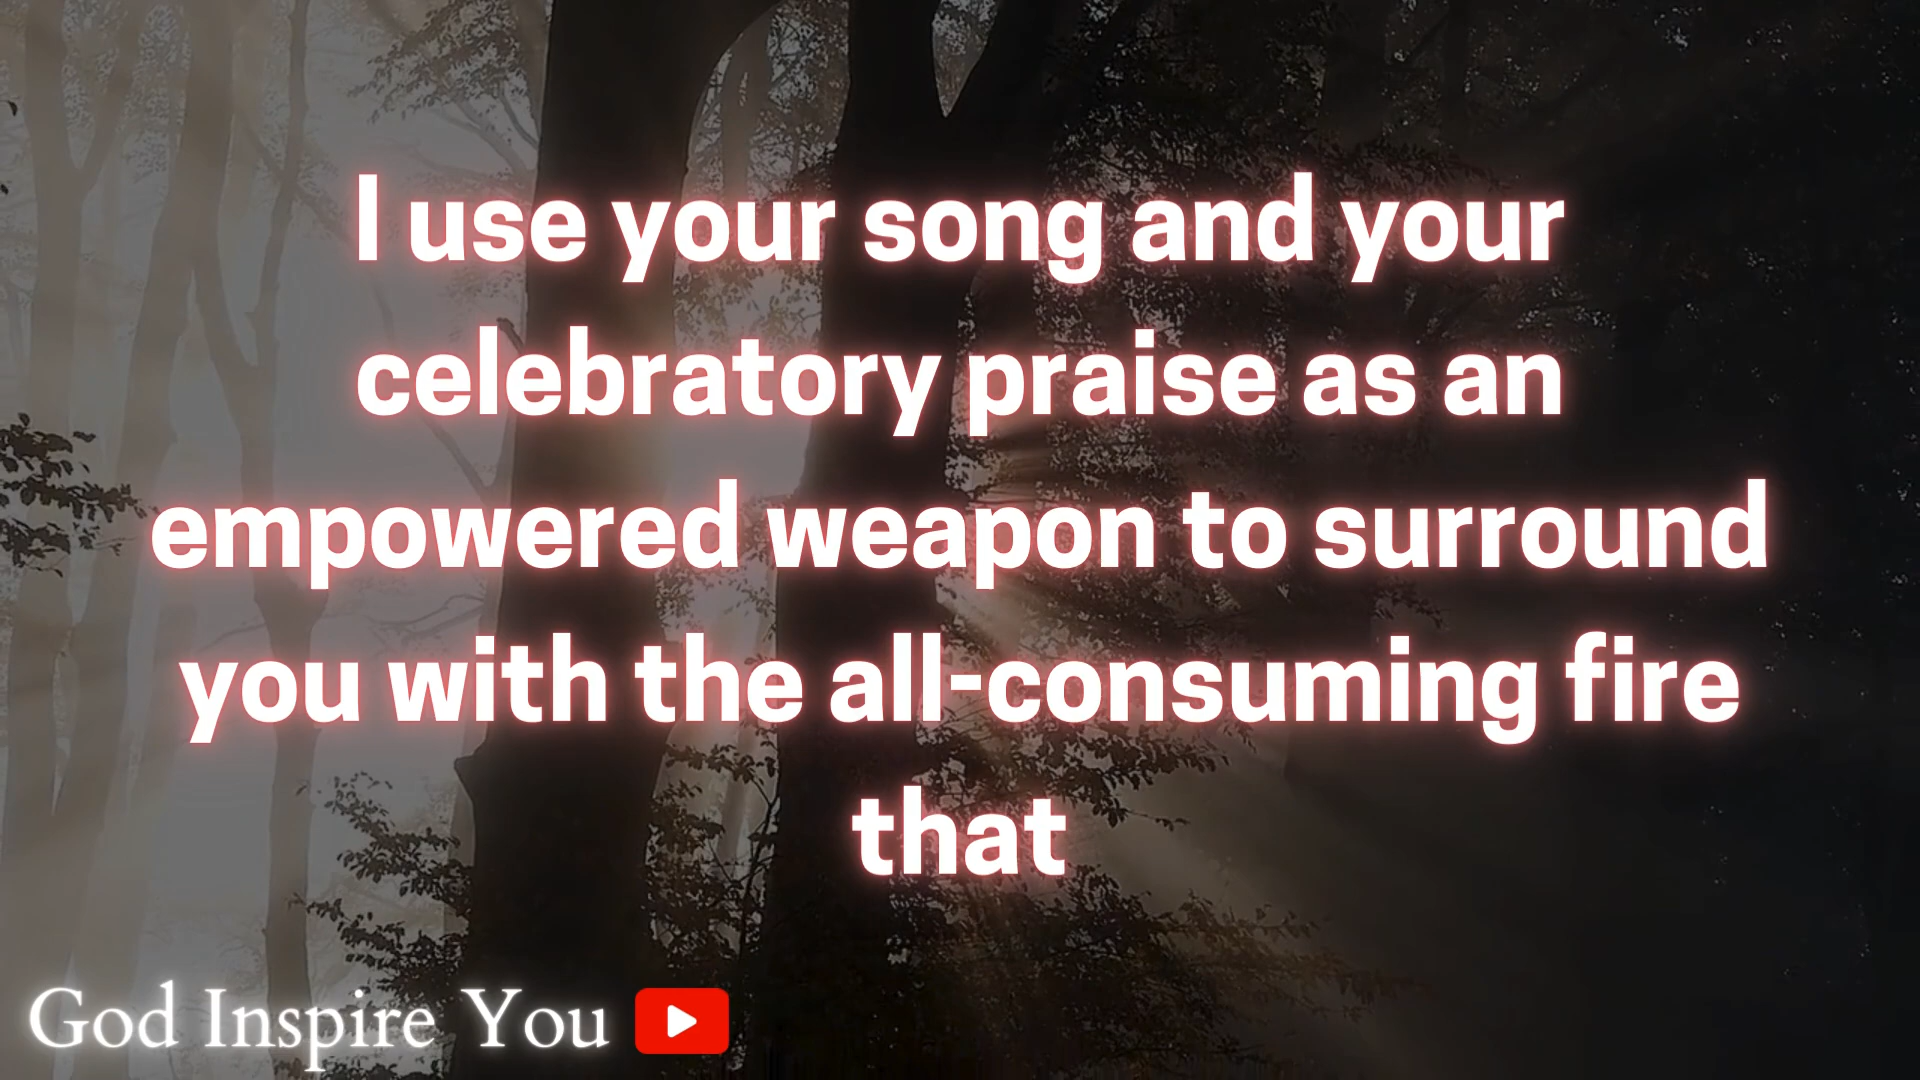 I use your song and your
celebratory praise as an
empowered weapon to surround
you with the all-consuming fire
that
God Inspire You